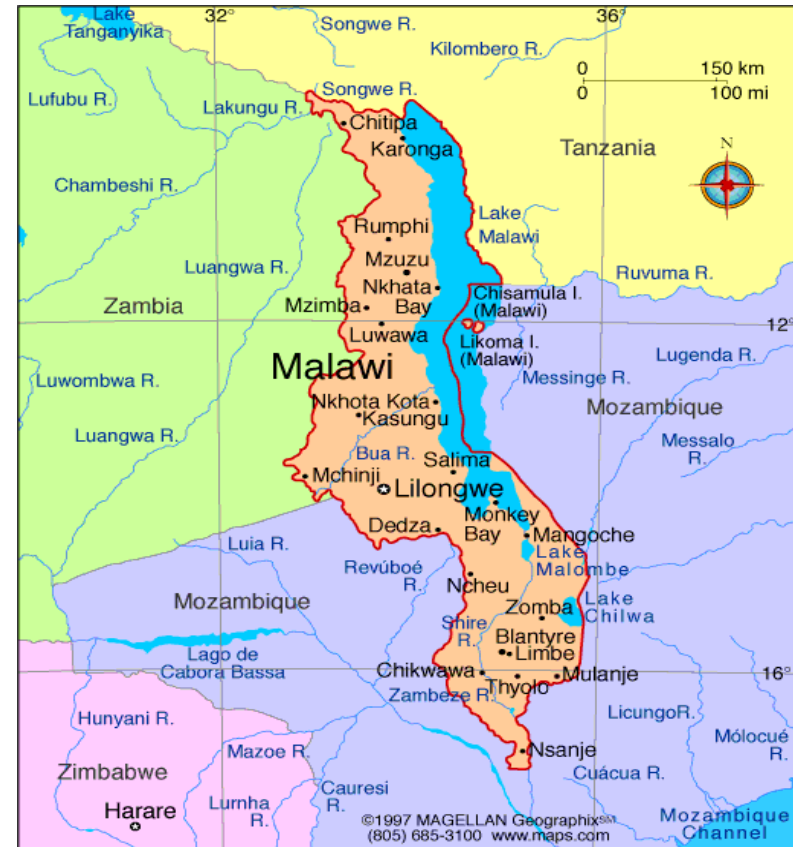 Lake
Tanganyika
32°
36°
Songwe R.
Kilombero R.
0 150 km
0 100 mi
Lufubu R.
Lakungu R.
Songwe R.
Chitipa
Karonga
Tanzania
N
Chambeshi R.
Rumphi
Lake
Malawi
Luangwa R.
Mzuzu
Ruvuma R.
Nkhata
Bay
Chisamula I.
(Malawi)
Zambia
Mzimba
Luwawa
12°
Likoma I.
(Malawi)
Malawi
Lugenda R.
Luwombwa R.
Messinge R.
Nkhota Kota
Kasungu
Mozambique
Luangwa R.
Messalo
R.
Bua R.
Salima
Mchinji
Lilongwe
Monkey
Bay
Dedza
Mangoche
Luia R.
Lake
Malombe
Revúboé
R.
Ncheu
Mozambique
Zomba
Lake
Chilwa
Shire
R.
Blantyre
Limbe
Lago de
Cabora Bassa
Chikwawa
Mulanje
16°
Thyolo
Zambeze R.
Hunyani R.
LicungoR.
Mólocué
R.
Mazoe R.
Nsanje
Zimbabwe
Cuácua R.
Cauresi
R.
Lurnha
R.
Harare
©1997 MAGELLAN Geographix℠
(805) 685-3100 www.maps.com
Mozambique
Channel